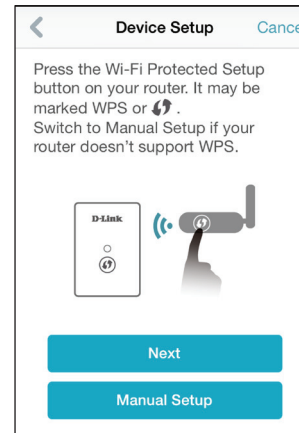 Device Setup
Press the Wi-Fi Protected Setup
button on your router. It may be
marked WPS or .
Switch to Manual Setup if your
router doesn't support WPS.
D-Link
Next
Manual Setup